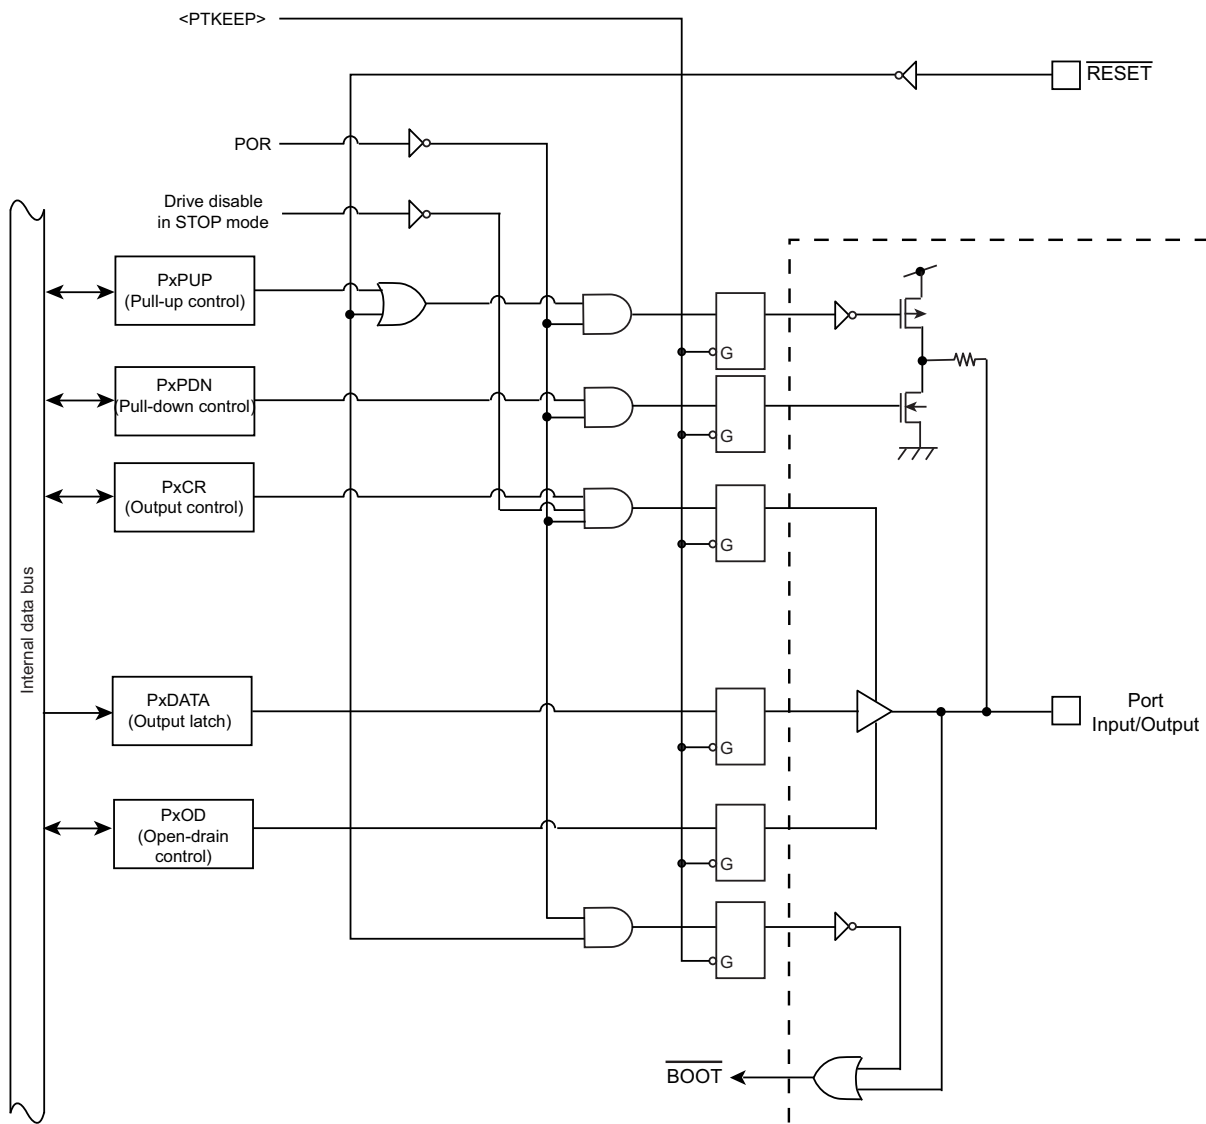 <PTKEEP>
RESET
POR
Drive disable
in STOP mode
PxPUP
(Pull-up control)
G
PxPDN
(Pull-down control)
G
PxCR
(Output control)
G
Internal data bus
PxDATA
(Output latch)
G
Port
Input/Output
PxOD
(Open-drain
control)
G
G
BOOT